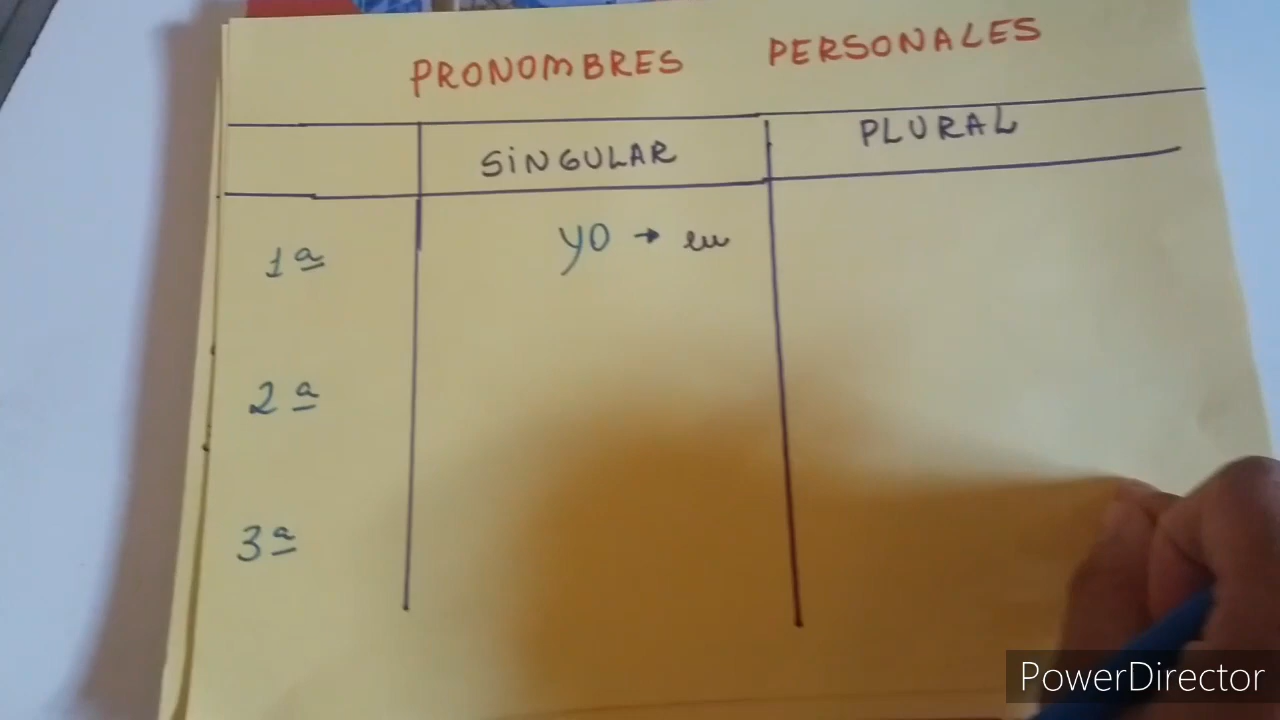 PRONOMBRES PERSONALES
SINGULAR PLURAL
1ª yo → eu
2ª
3ª
PowerDirector